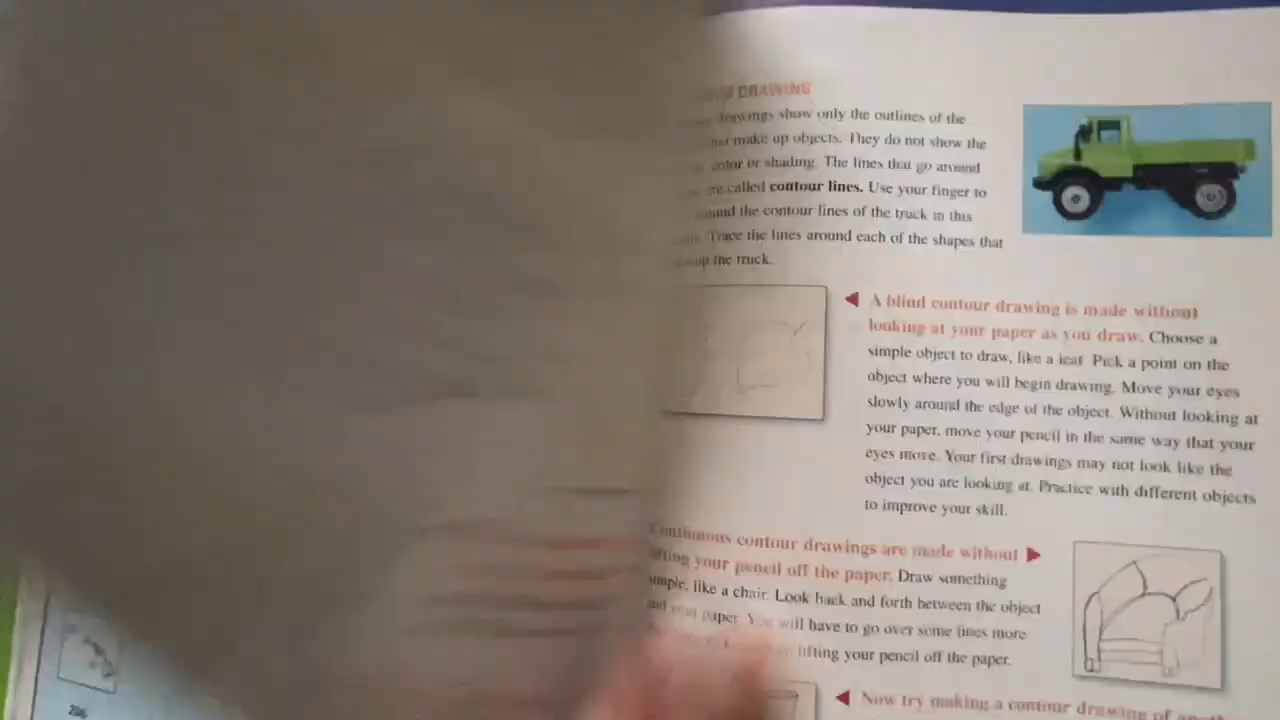 DRAWING
drawings show only the outlines of the
make up objects. They do not show the
color or shading. The lines that go around
are called contour lines. Use your finger to
around the contour lines of the truck in this
Trace the lines around each of the shapes that
up the truck.
A blind contour drawing is made without
looking at your paper as you draw. Choose a
simple object to draw, like a leaf. Pick a point on the
object where you will begin drawing. Move your eyes
slowly around the edge of the object. Without looking at
your paper, move your pencil in the same way that your
eyes move. Your first drawings may not look like the
object you are looking at. Practice with different objects
to improve your skill.
Continuous contour drawings are made without
lifting your pencil off the paper. Draw something
simple, like a chair. Look back and forth between the object
and your paper. You will have to go over some lines more
lifting your pencil off the paper.
Now try making a contour drawing of